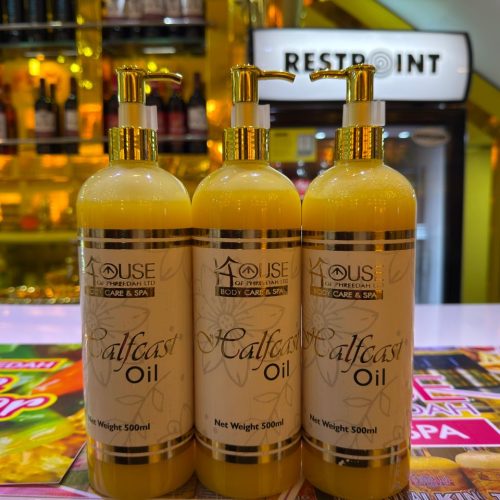 RESTPOINT
HOUSE
OF PHREEDAH LTD
BODY CARE & SPA
Halfcast
Oil
Net Weight 500ml
HOUSE
OF PHREEDAH LTD
BODY CARE & SPA
Halfcast
Oil
Net Weight 500ml
HOUSE
OF PHREEDAH LTD
BODY CARE & SPA
Halfcast
Oil
Net Weight 500ml
SPA